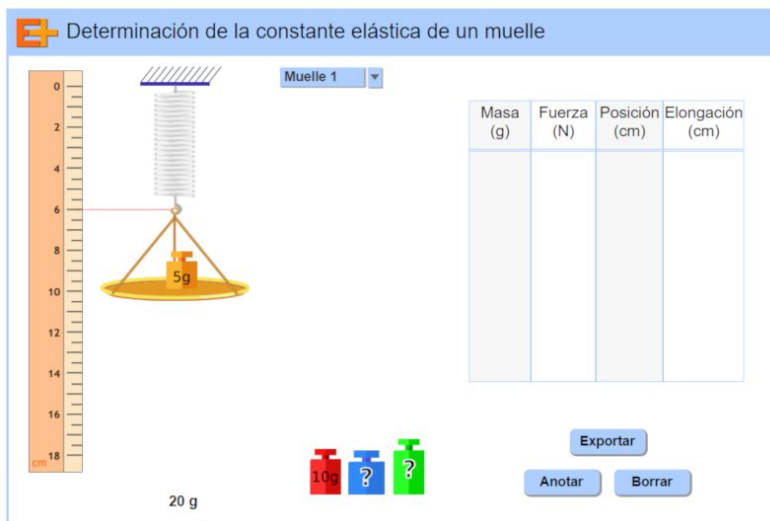 E+ Determinación de la constante elástica de un muelle
Muelle 1
Masa (g)
Fuerza (N)
Posición (cm)
Elongación (cm)
0
2
4
6
8
10
12
14
16
18
cm
5g
10g
?
?
20 g
Exportar
Anotar
Borrar